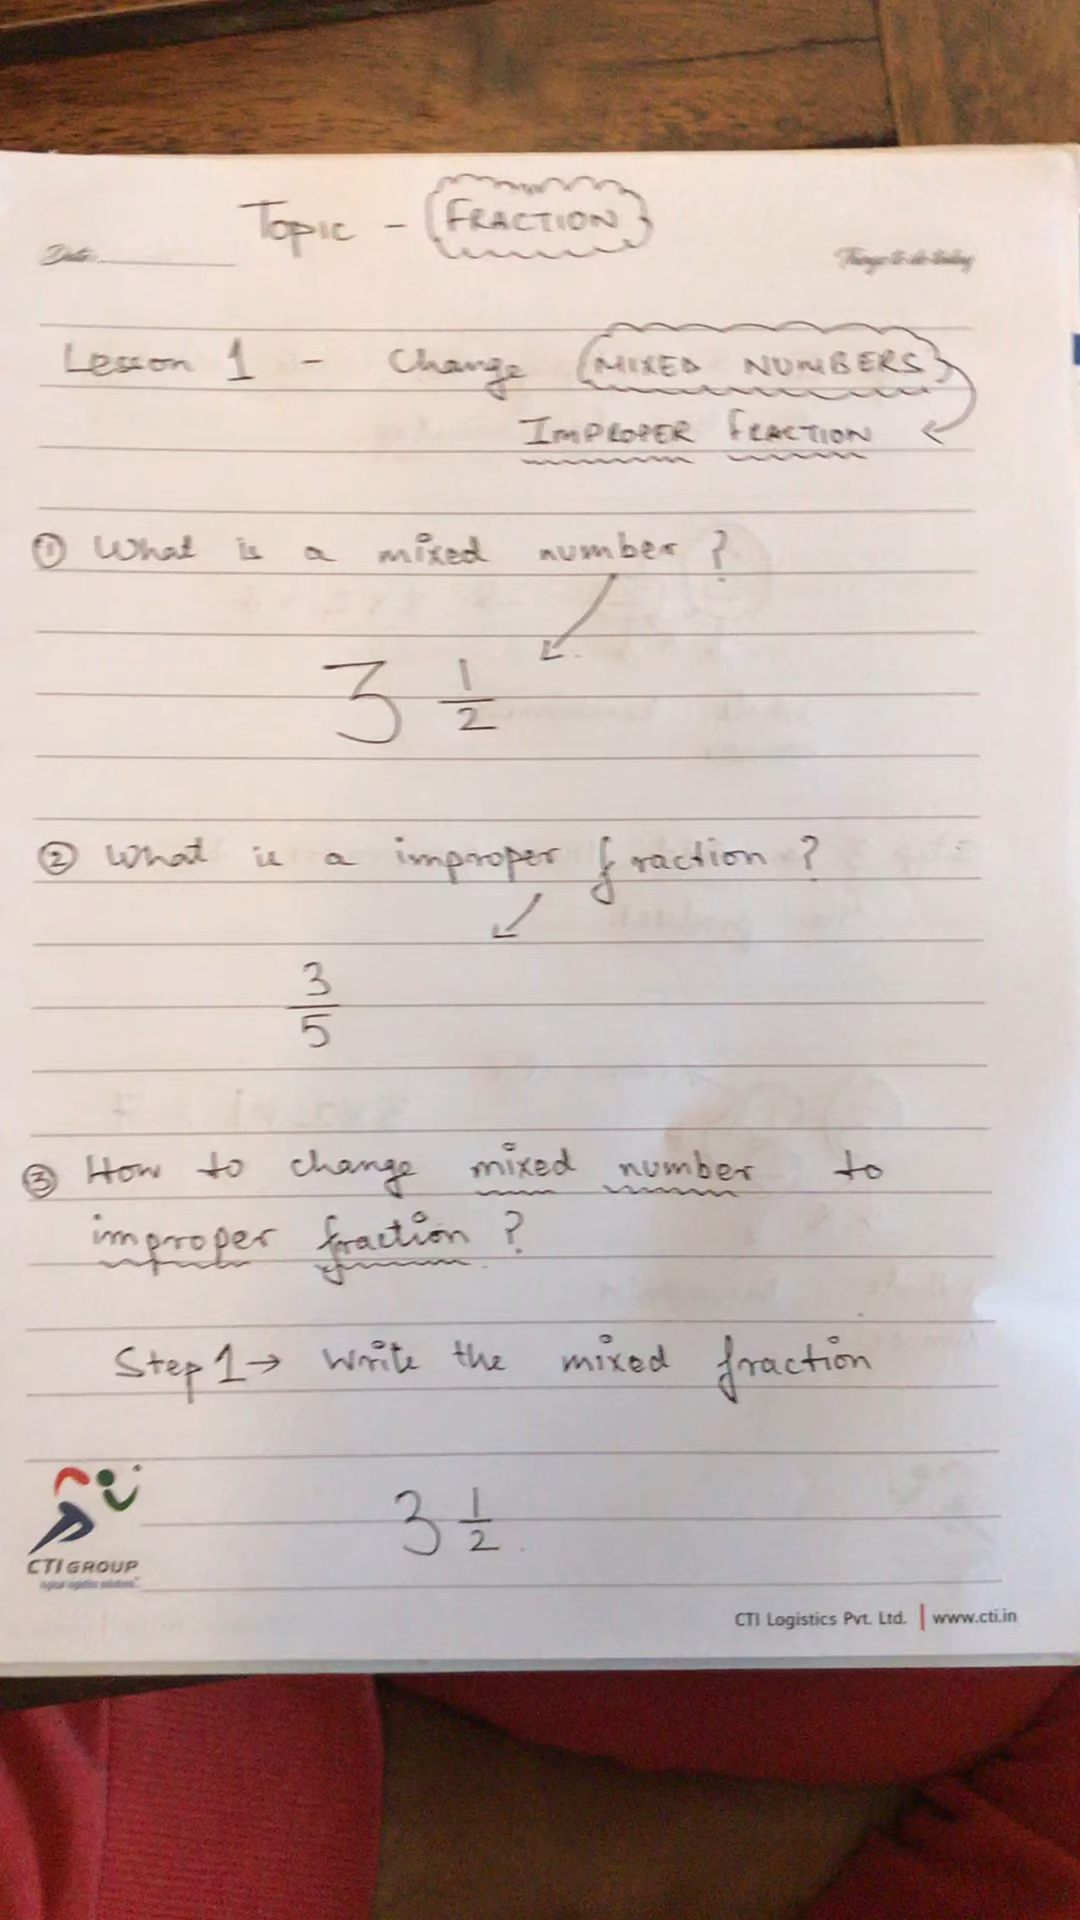 Topic - FRACTION
Date:
Things to do today
Lesson 1 - Change MIXED NUMBERS
IMPROPER FRACTION
① What is a mixed number ?
3 1/2
② What is a improper fraction ?
3/5
③ How to change mixed number to
improper fraction ?
Step 1 → Write the mixed fraction
3 1/2
CTI GROUP
CTI Logistics Pvt. Ltd. | www.cti.in